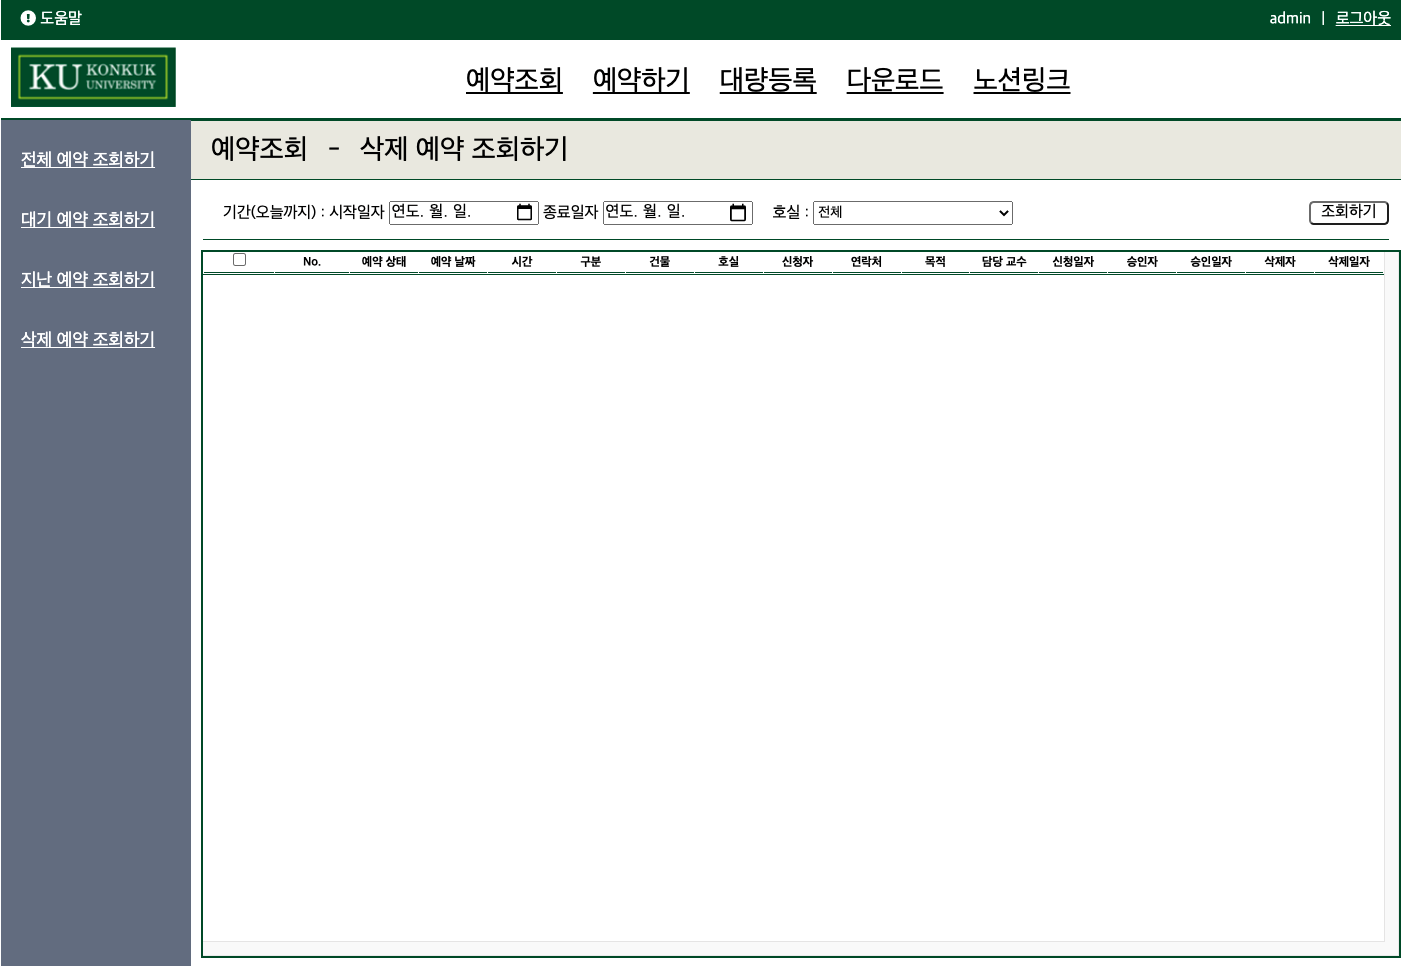 도움말 admin | 로그아웃
KU KONKUK UNIVERSITY
예약조회 예약하기 대량등록 다운로드 노션링크
전체 예약 조회하기
대기 예약 조회하기
지난 예약 조회하기
삭제 예약 조회하기
예약조회 - 삭제 예약 조회하기
기간(오늘까지) : 시작일자 연도. 월. 일. 종료일자 연도. 월. 일. 호실 : 전체 조회하기
No. 예약 상태 예약 날짜 시간 구분 건물 호실 신청자 연락처 목적 담당 교수 신청일자 승인자 승인일자 삭제자 삭제일자